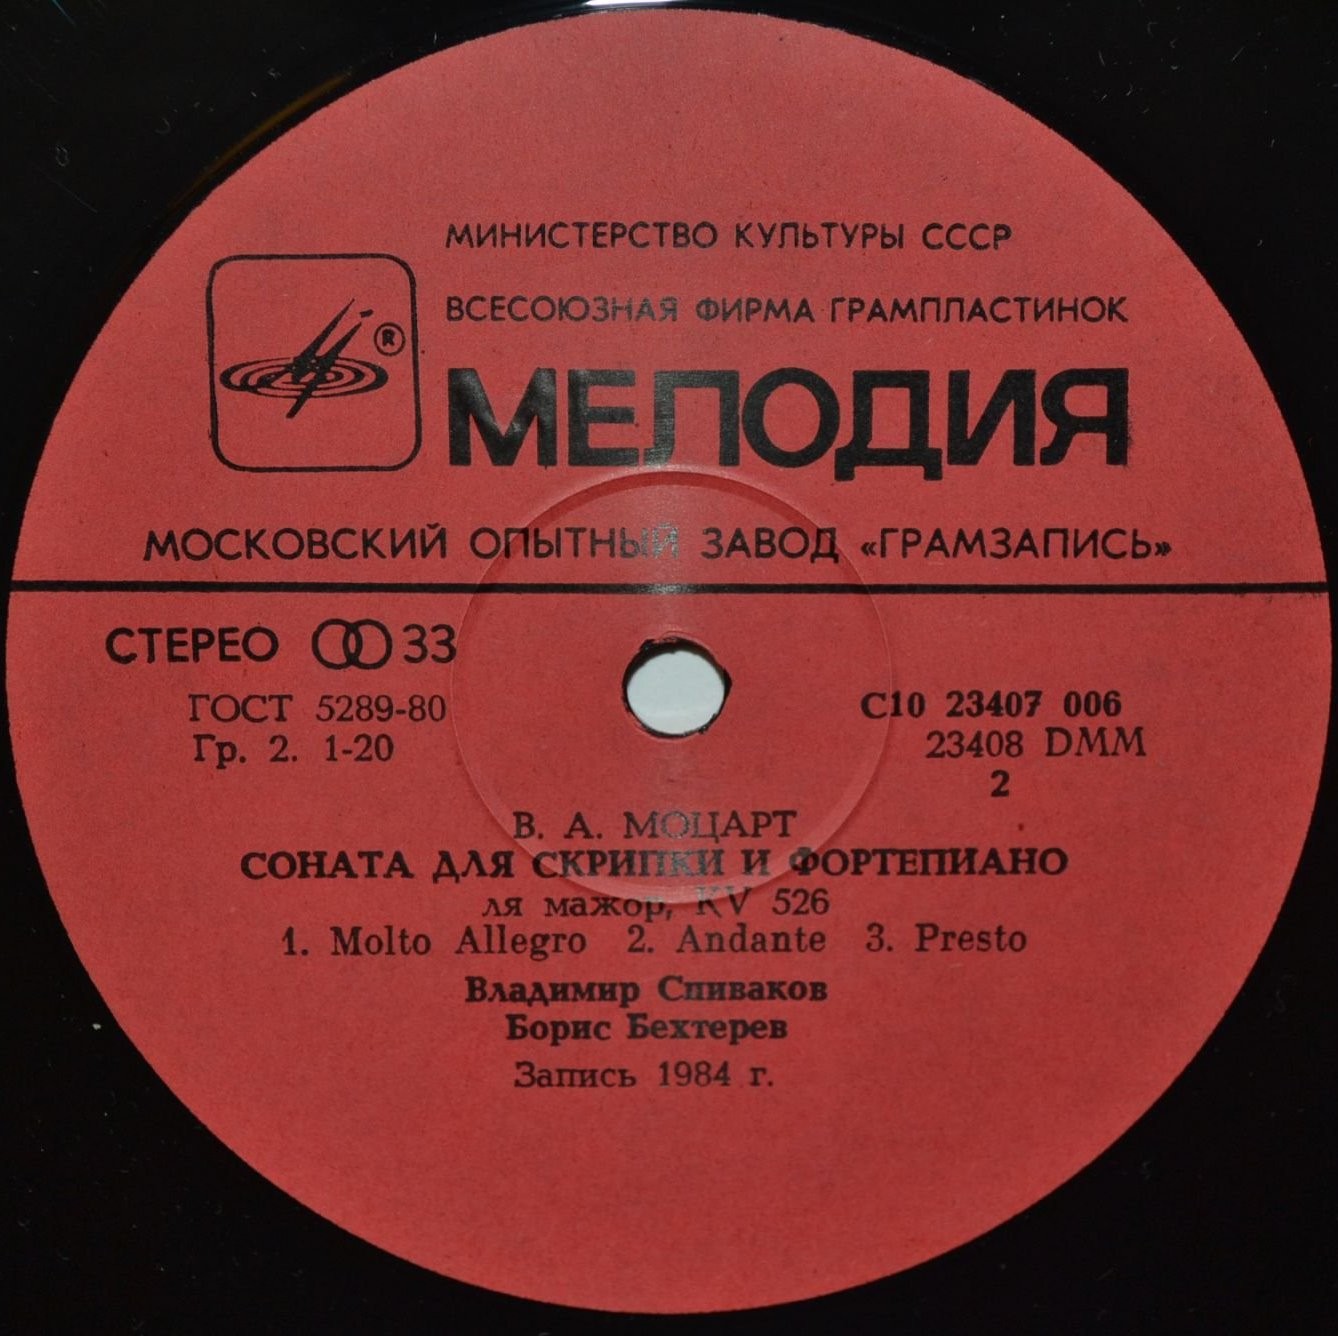 МИНИСТЕРСТВО КУЛЬТУРЫ СССР
ВСЕСОЮЗНАЯ ФИРМА ГРАМПЛАСТИНОК
®
МЕЛОДИЯ
МОСКОВСКИЙ ОПЫТНЫЙ ЗАВОД «ГРАМЗАПИСЬ»
СТЕРЕО 33
ГОСТ 5289-80
Гр. 2. 1-20
С10 23407 006
23408 DMM
2
В. А. МОЦАРТ
СОНАТА ДЛЯ СКРИПКИ И ФОРТЕПИАНО
ля мажор, KV 526
1. Molto Allegro 2. Andante 3. Presto
Владимир Спиваков
Борис Бехтерев
Запись 1984 г.